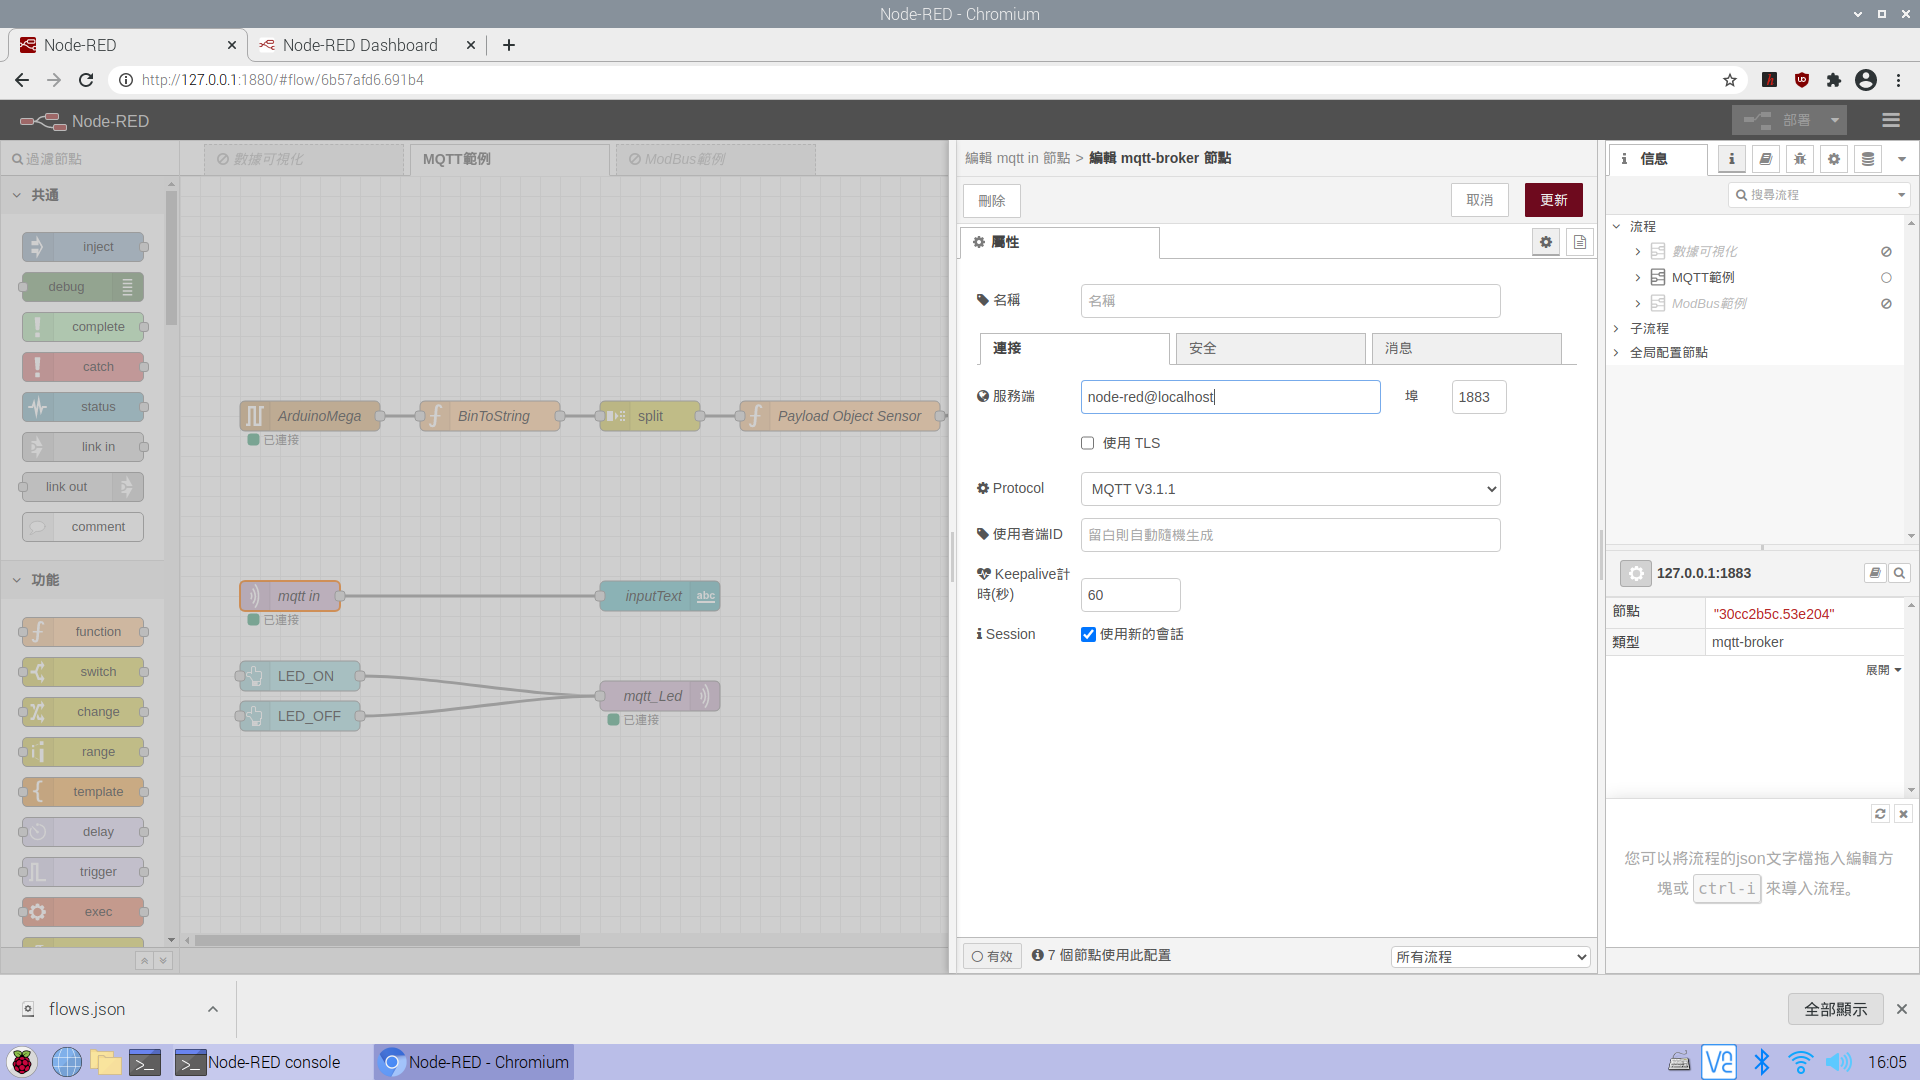 Node-RED - Chromium
Node-RED
Node-RED Dashboard
http://127.0.0.1:1880/#flow/6b57afd6.691b4
Node-RED
部署
過濾節點
數據可視化
MQTT範例
ModBus範例
共通
inject
debug
complete
catch
status
link in
link out
comment
功能
function
switch
change
range
template
delay
trigger
exec
ArduinoMega
已連接
BinToString
split
Payload Object Sensor
mqtt in
已連接
inputText
abc
LED_ON
LED_OFF
mqtt_Led
已連接
編輯 mqtt in 節點 > 編輯 mqtt-broker 節點
刪除
取消
更新
屬性
名稱
名稱
連接
安全
消息
服務端
node-red@localhost
埠
1883
使用 TLS
Protocol
MQTT V3.1.1
使用者端ID
留白則自動隨機生成
Keepalive計
時(秒)
60
Session
使用新的會話
有效
7 個節點使用此配置
所有流程
信息
搜尋流程
流程
數據可視化
MQTT範例
ModBus範例
子流程
全局配置節點
127.0.0.1:1883
節點
"30cc2b5c.53e204"
類型
mqtt-broker
展開
您可以將流程的json文字檔拖入編輯方
塊或 ctrl-i 來導入流程。
flows.json
全部顯示
Node-RED console
Node-RED - Chromium
16:05